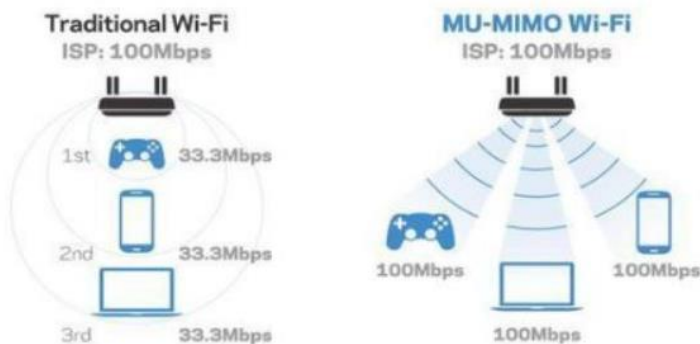 Traditional Wi-Fi
ISP: 100Mbps
1st 33.3Mbps
2nd 33.3Mbps
3rd 33.3Mbps
MU-MIMO Wi-Fi
ISP: 100Mbps
100Mbps
100Mbps
100Mbps